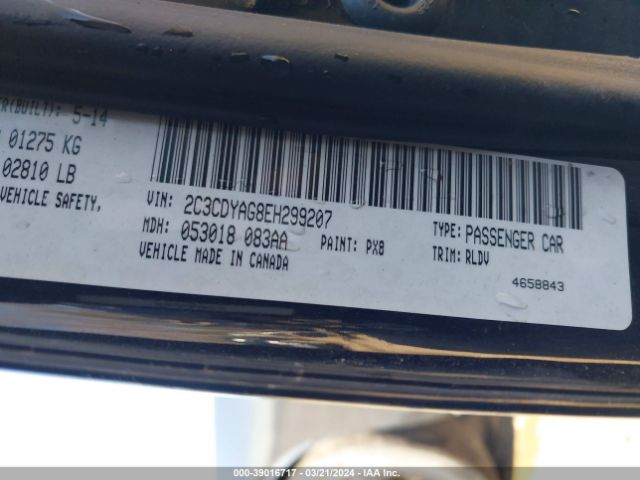 R(BUILT): 5-14
01275 KG
02810 LB
VEHICLE SAFETY,
VIN: 2C3CDYAG8EH299207
MDH: 053018 083AA
PAINT: PX8
VEHICLE MADE IN CANADA
TYPE: PASSENGER CAR
TRIM: RLDV
4658843
000-39016717 - 03/21/2024 - IAA Inc.